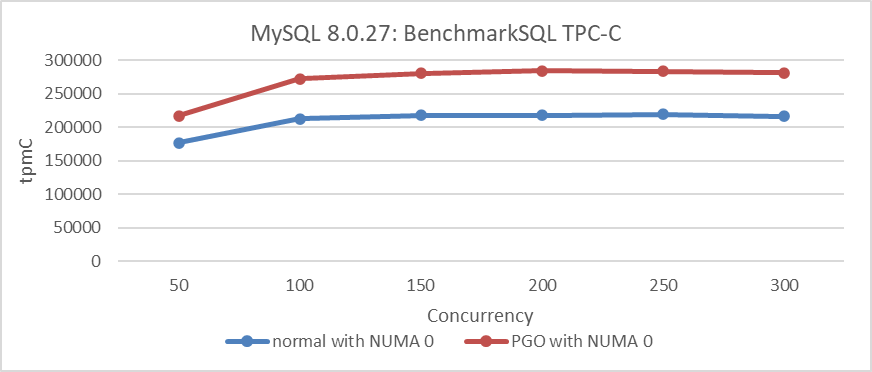 MySQL 8.0.27: BenchmarkSQL TPC-C
300000
250000
200000
150000
100000
50000
0
tpmC
50 100 150 200 250 300
Concurrency
normal with NUMA 0 PGO with NUMA 0